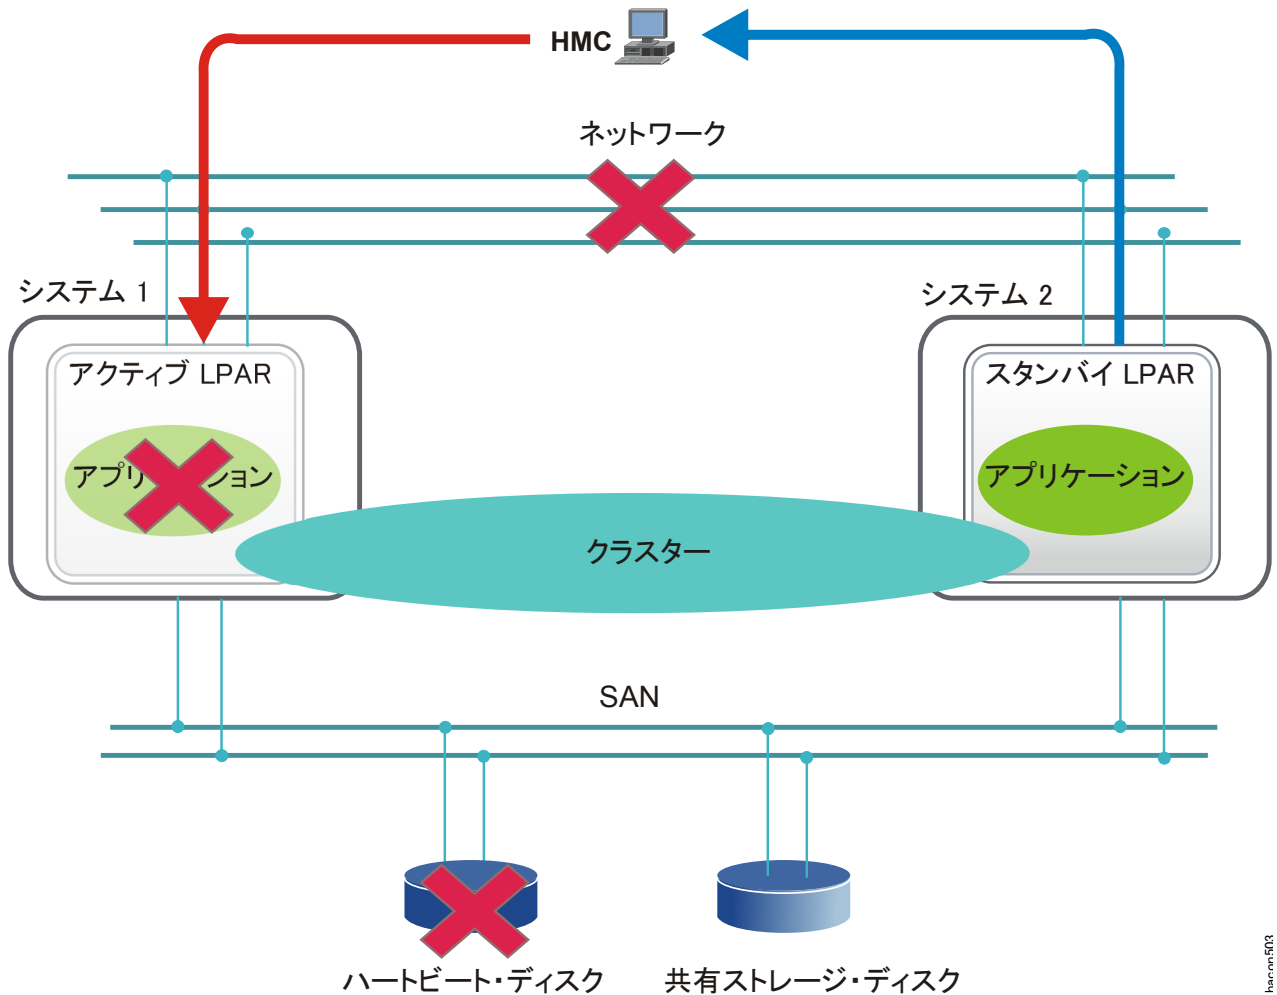 HMC
ネットワーク
システム 1
システム 2
アクティブ LPAR
スタンバイ LPAR
アプリ ション
アプリケーション
クラスター
SAN
ハートビート・ディスク
共有ストレージ・ディスク
hacon503